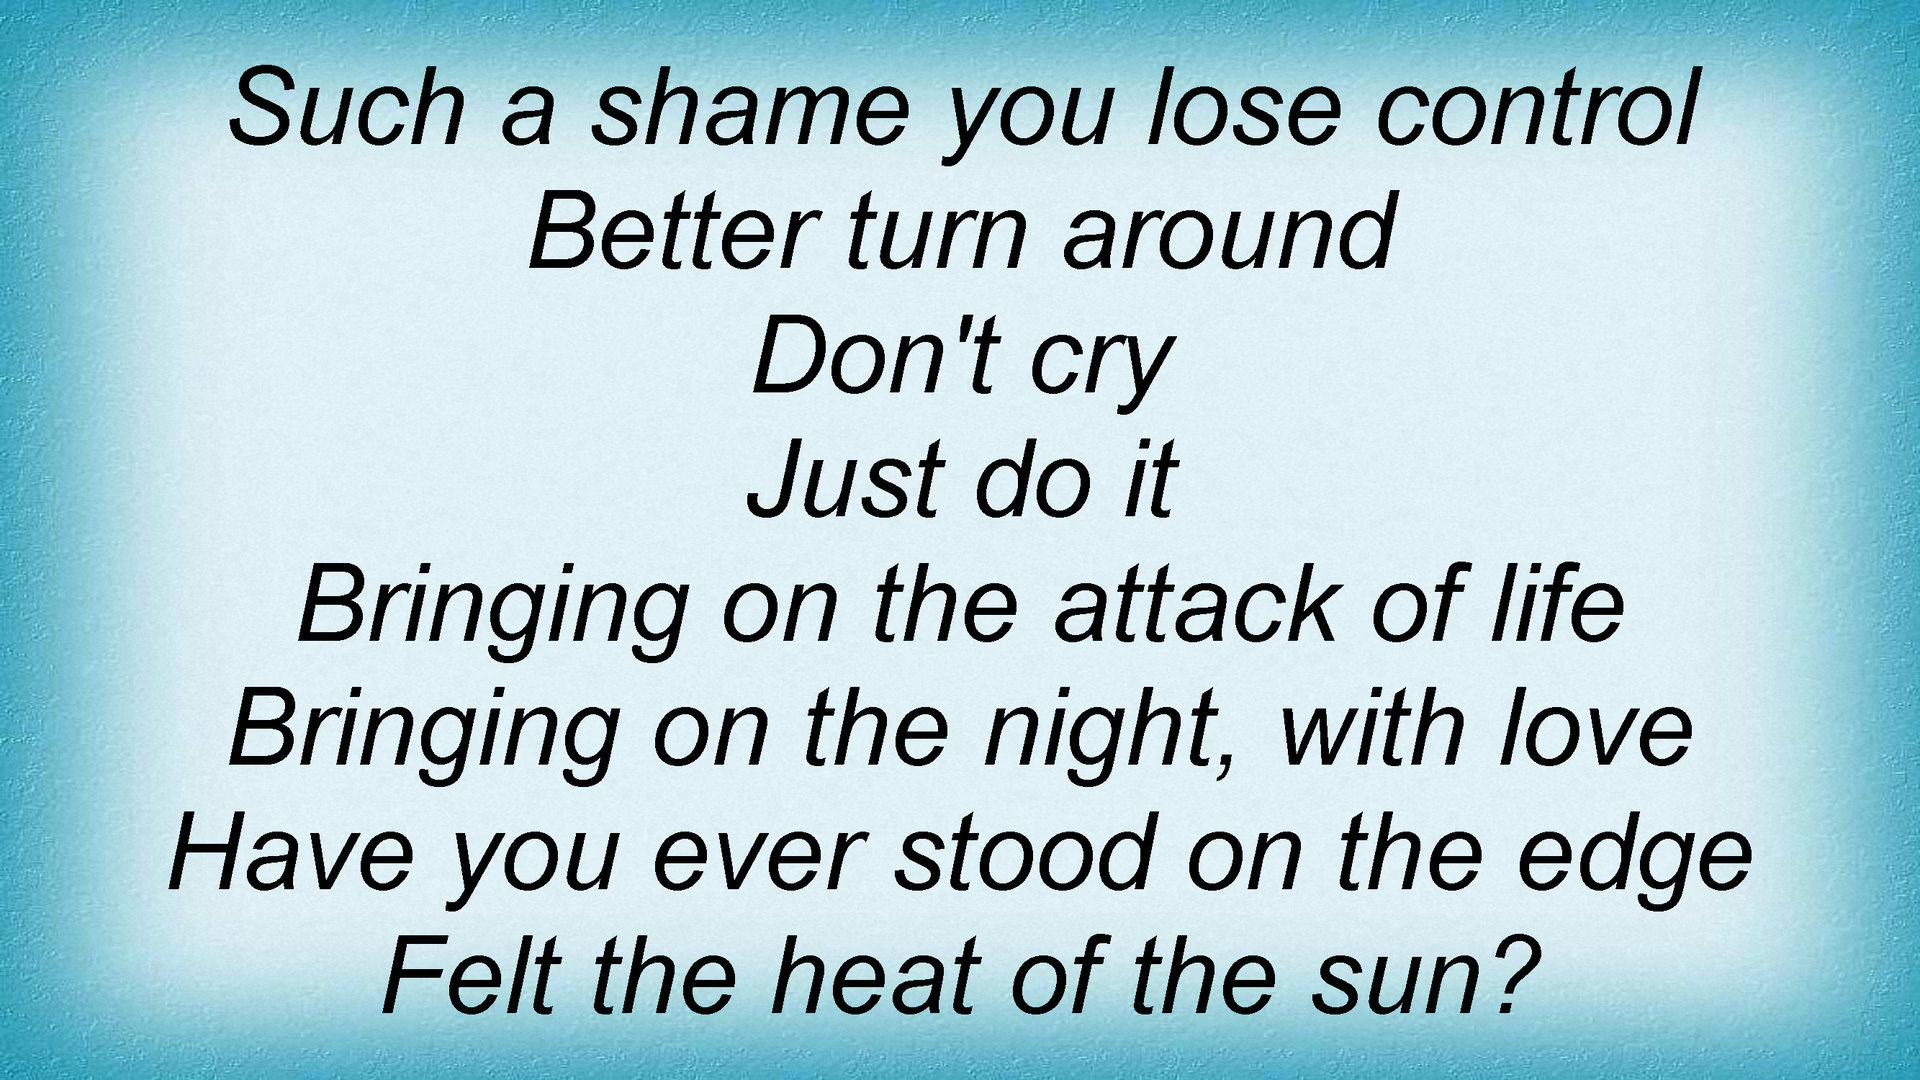 Such a shame you lose control
Better turn around
Don't cry
Just do it
Bringing on the attack of life
Bringing on the night, with love
Have you ever stood on the edge
Felt the heat of the sun?